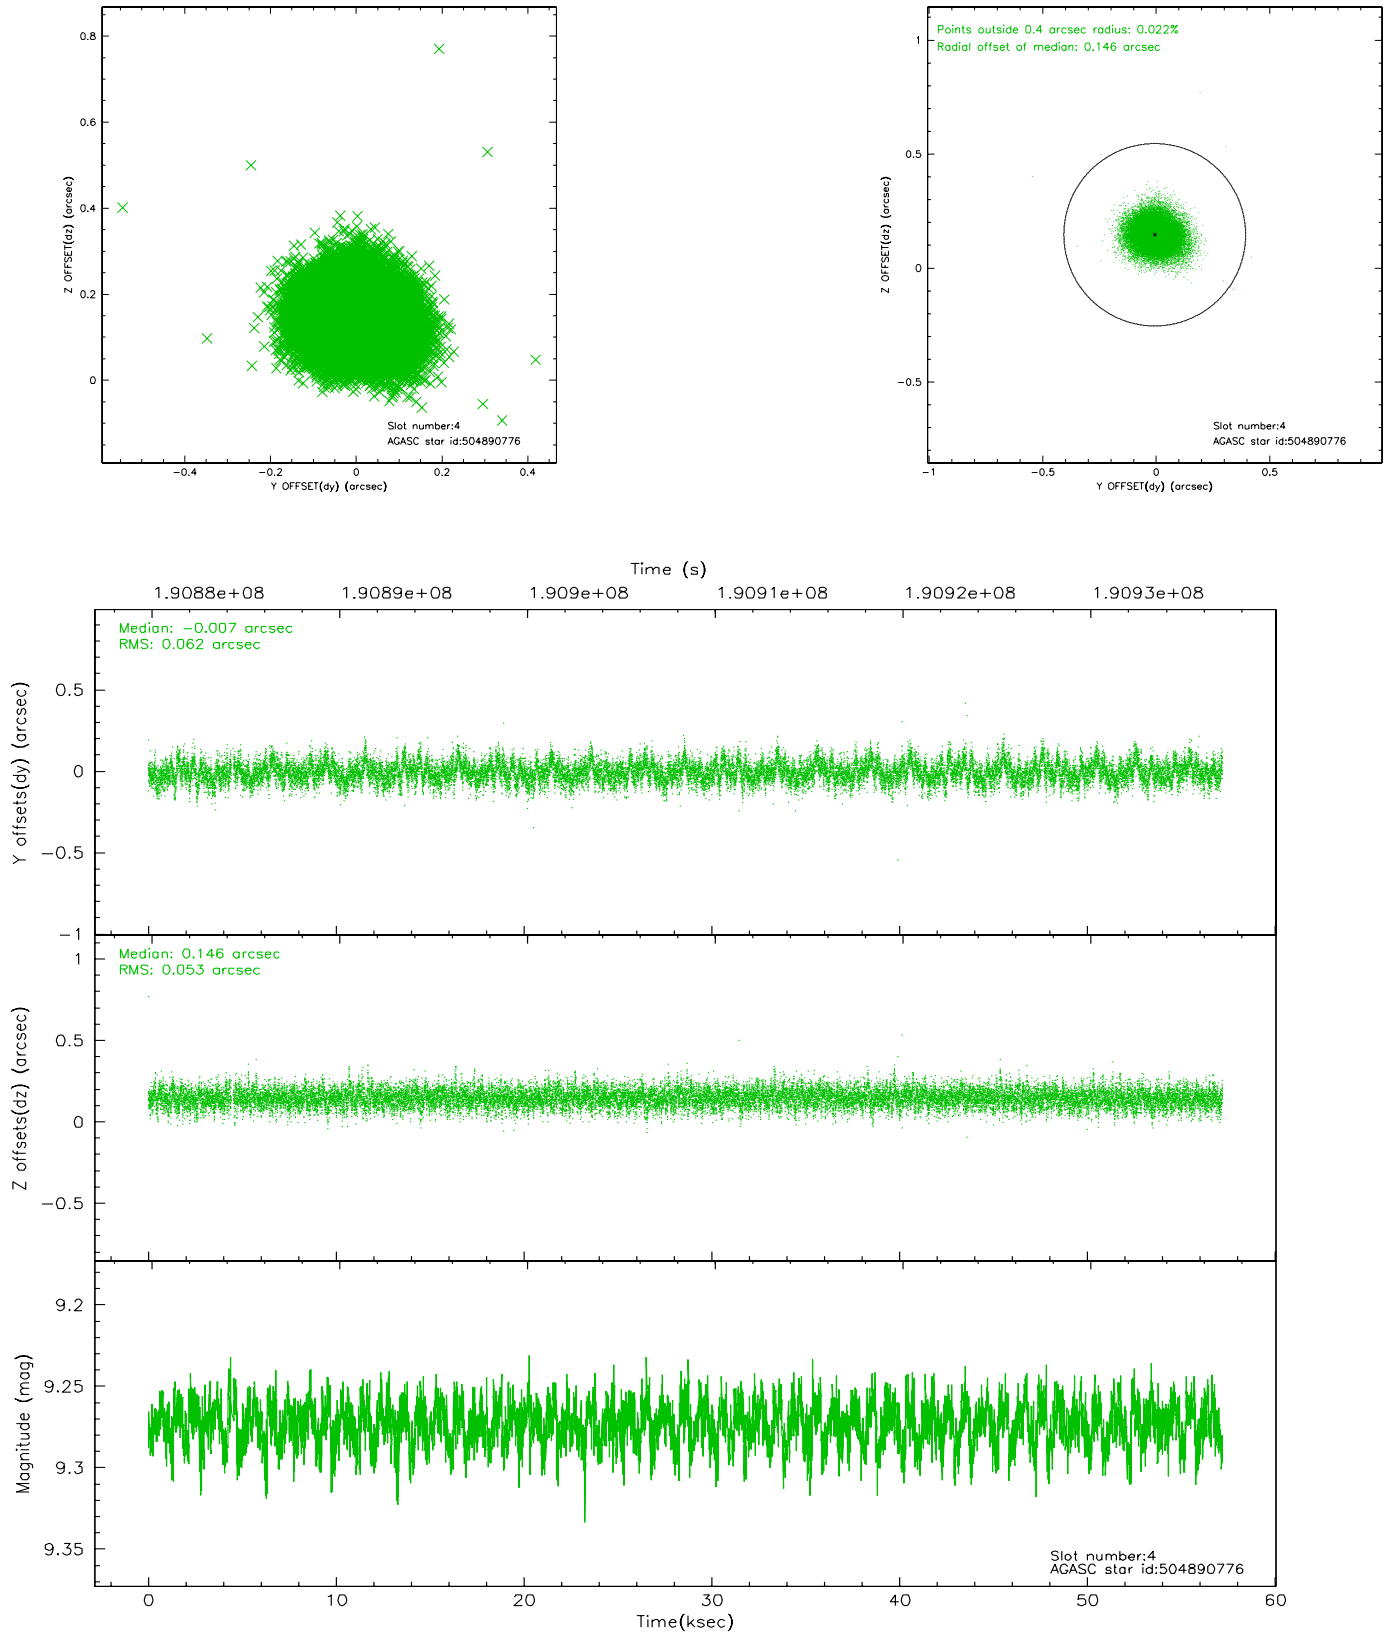 0.8
0.6
0.4
0.2
0
Z OFFSET(dz) (arcsec)
−0.4 −0.2 0 0.2 0.4
Y OFFSET(dy) (arcsec)
Slot number:4
AGASC star id:504890776
Points outside 0.4 arcsec radius: 0.022%
Radial offset of median: 0.146 arcsec
1
0.5
0
−0.5
Z OFFSET(dz) (arcsec)
−1 −0.5 0 0.5
Y OFFSET(dy) (arcsec)
Slot number:4
AGASC star id:504890776
Time (s)
1.9088e+08 1.9089e+08 1.909e+08 1.9091e+08 1.9092e+08 1.9093e+08
Median: −0.007 arcsec
RMS: 0.062 arcsec
0.5
0
−0.5
−1
Y offsets(dy) (arcsec)
Median: 0.146 arcsec
RMS: 0.053 arcsec
1
0.5
0
−0.5
Z offsets(dz) (arcsec)
9.2
9.25
9.3
9.35
Magnitude (mag)
Slot number:4
AGASC star id:504890776
0 10 20 30 40 50 60
Time(ksec)